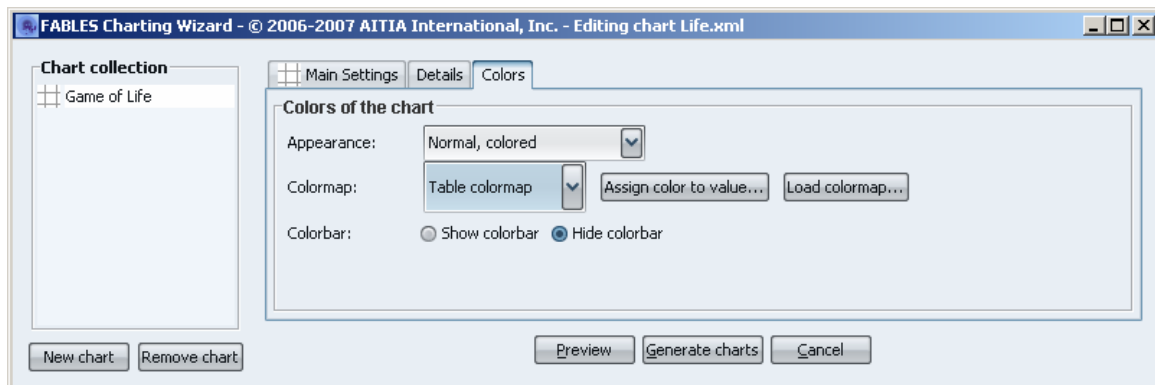 FABLES Charting Wizard - © 2006-2007 AITIA International, Inc. - Editing chart Life.xml
Chart collection
Game of Life
Main Settings Details Colors
Colors of the chart
Appearance: Normal, colored
Colormap: Table colormap Assign color to value... Load colormap...
Colorbar: Show colorbar Hide colorbar
New chart Remove chart
Preview Generate charts Cancel